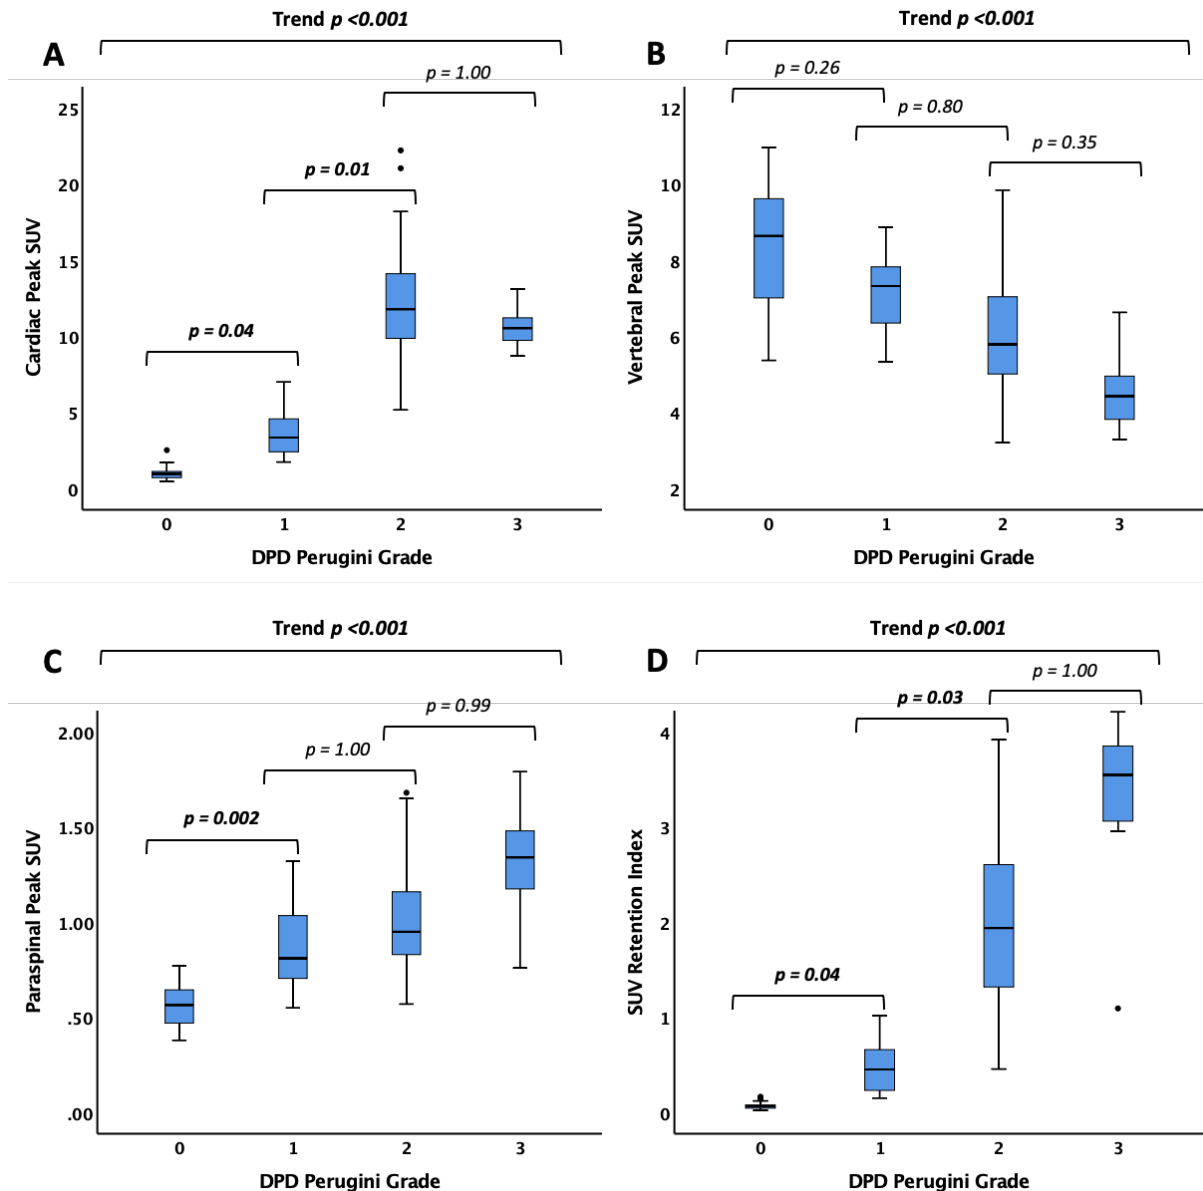 Trend p <0.001
A
p = 1.00
p = 0.01
p = 0.04
25
20
15
10
5
0
Cardiac Peak SUV
0 1 2 3
DPD Perugini Grade
Trend p <0.001
B
p = 0.26
p = 0.80
p = 0.35
12
10
8
6
4
2
Vertebral Peak SUV
0 1 2 3
DPD Perugini Grade
Trend p <0.001
C
p = 0.99
p = 1.00
p = 0.002
2.00
1.50
1.00
.50
.00
Paraspinal Peak SUV
0 1 2 3
DPD Perugini Grade
Trend p <0.001
D
p = 1.00
p = 0.03
p = 0.04
4
3
2
1
0
SUV Retention Index
0 1 2 3
DPD Perugini Grade